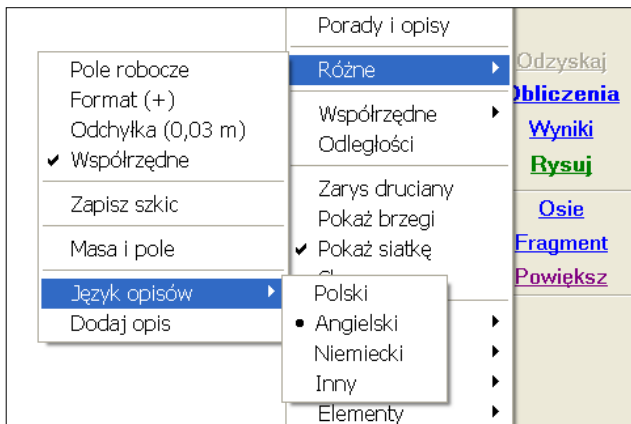 Porady i opisy
Różne
Współrzędne
Odległości
Zarys druciany
Pokaż brzegi
Pokaż siatkę
Elementy
Pole robocze
Format (+)
Odchyłka (0,03 m)
Współrzędne
Zapisz szkic
Masa i pole
Język opisów
Dodaj opis
Polski
Angielski
Niemiecki
Inny
Odzyskaj
Obliczenia
Wyniki
Rysuj
Osie
Fragment
Powiększ